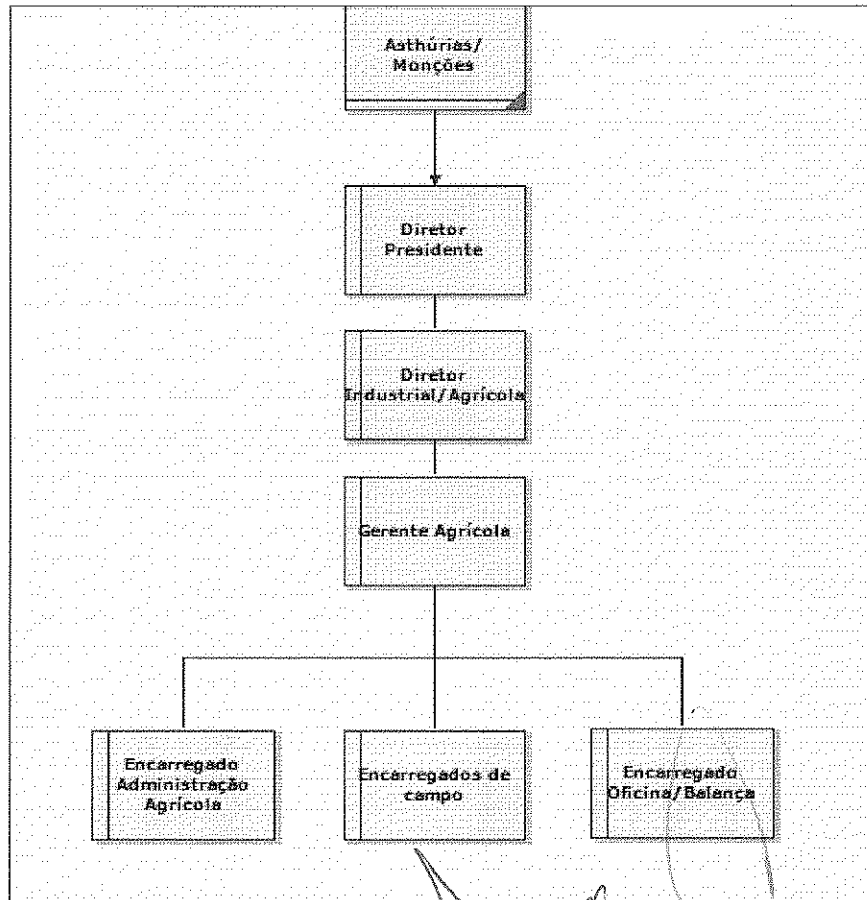 Asthúrias/
Monções
Diretor
Presidente
Diretor
Industrial/Agrícola
Gerente Agrícola
Encarregado
Administração
Agrícola
Encarregados de
campo
Encarregado
Oficina/Balança